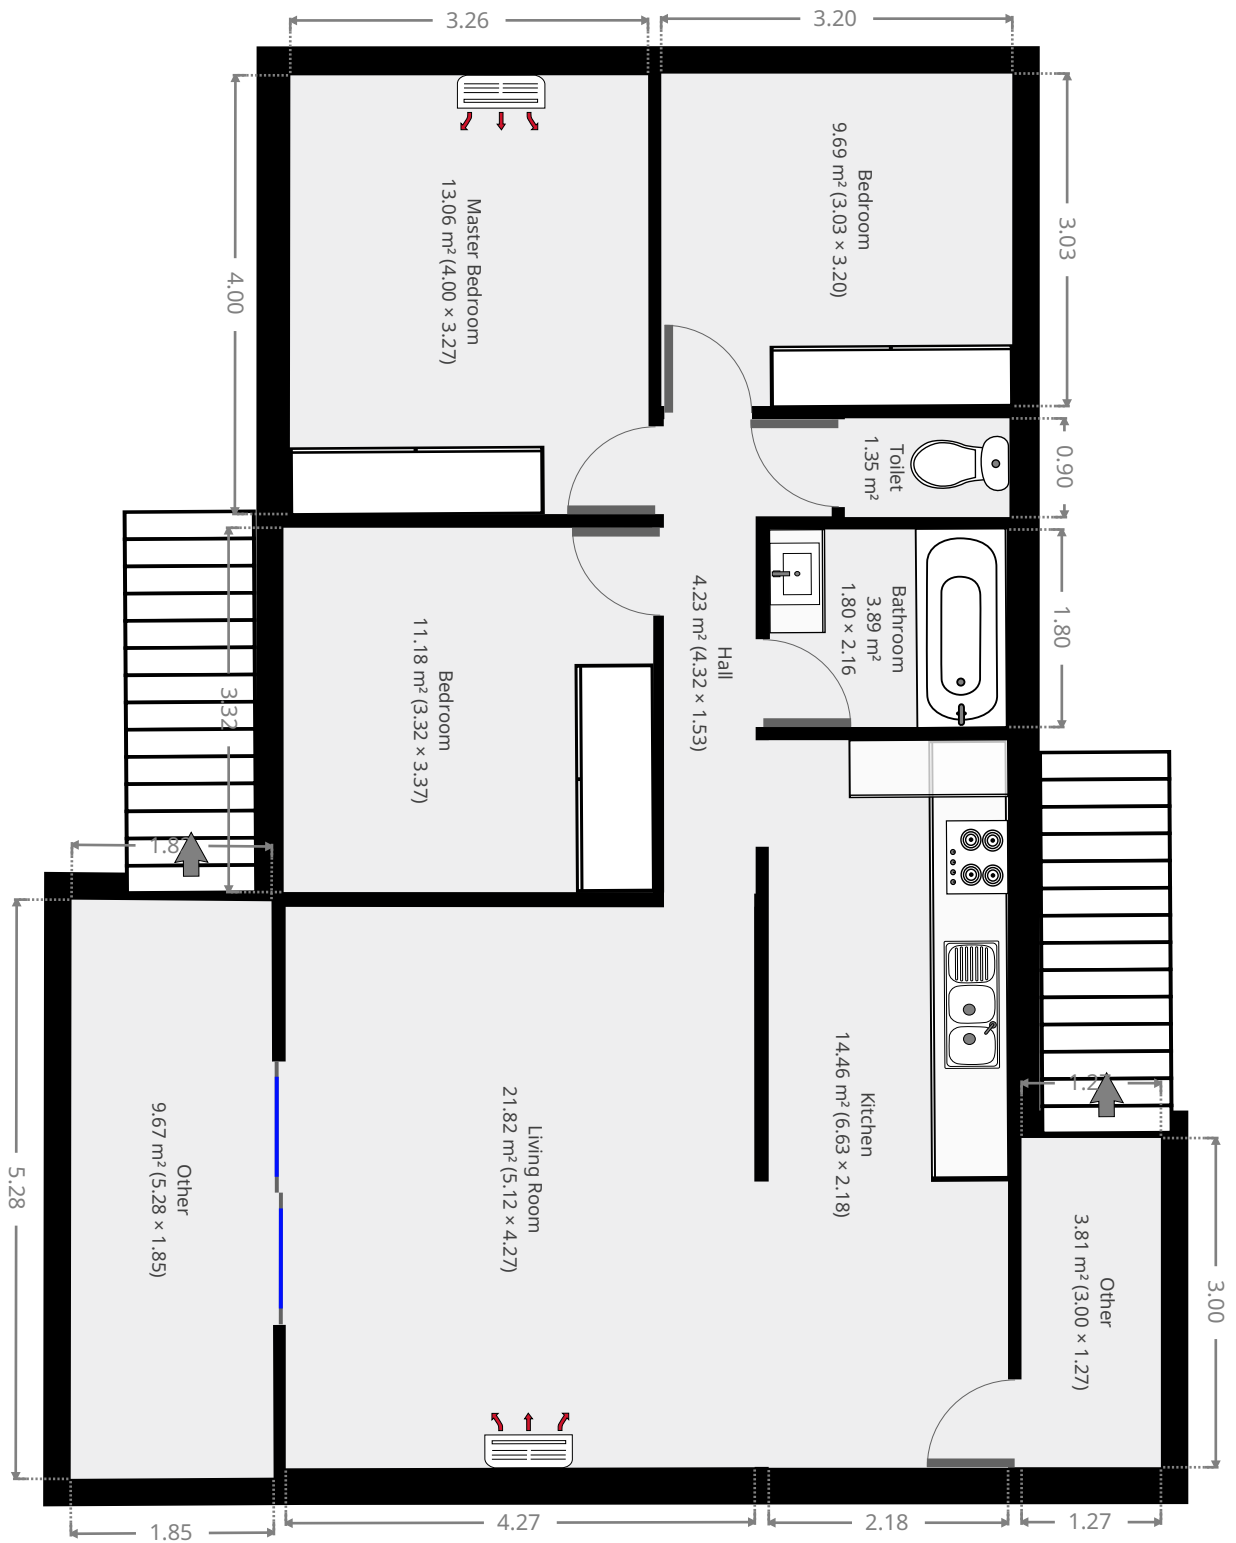 3.26
3.20
Master Bedroom
13.06 m² (4.00 × 3.27)
Bedroom
9.69 m² (3.03 × 3.20)
4.00
3.03
Toilet
1.35 m²
0.90
Bathroom
3.89 m²
1.80 × 2.16
1.80
Hall
4.23 m² (4.32 × 1.53)
Bedroom
11.18 m² (3.32 × 3.37)
3.32
Kitchen
14.46 m² (6.63 × 2.18)
Living Room
21.82 m² (5.12 × 4.27)
Other
9.67 m² (5.28 × 1.85)
5.28
Other
3.81 m² (3.00 × 1.27)
3.00
1.85
4.27
2.18
1.27